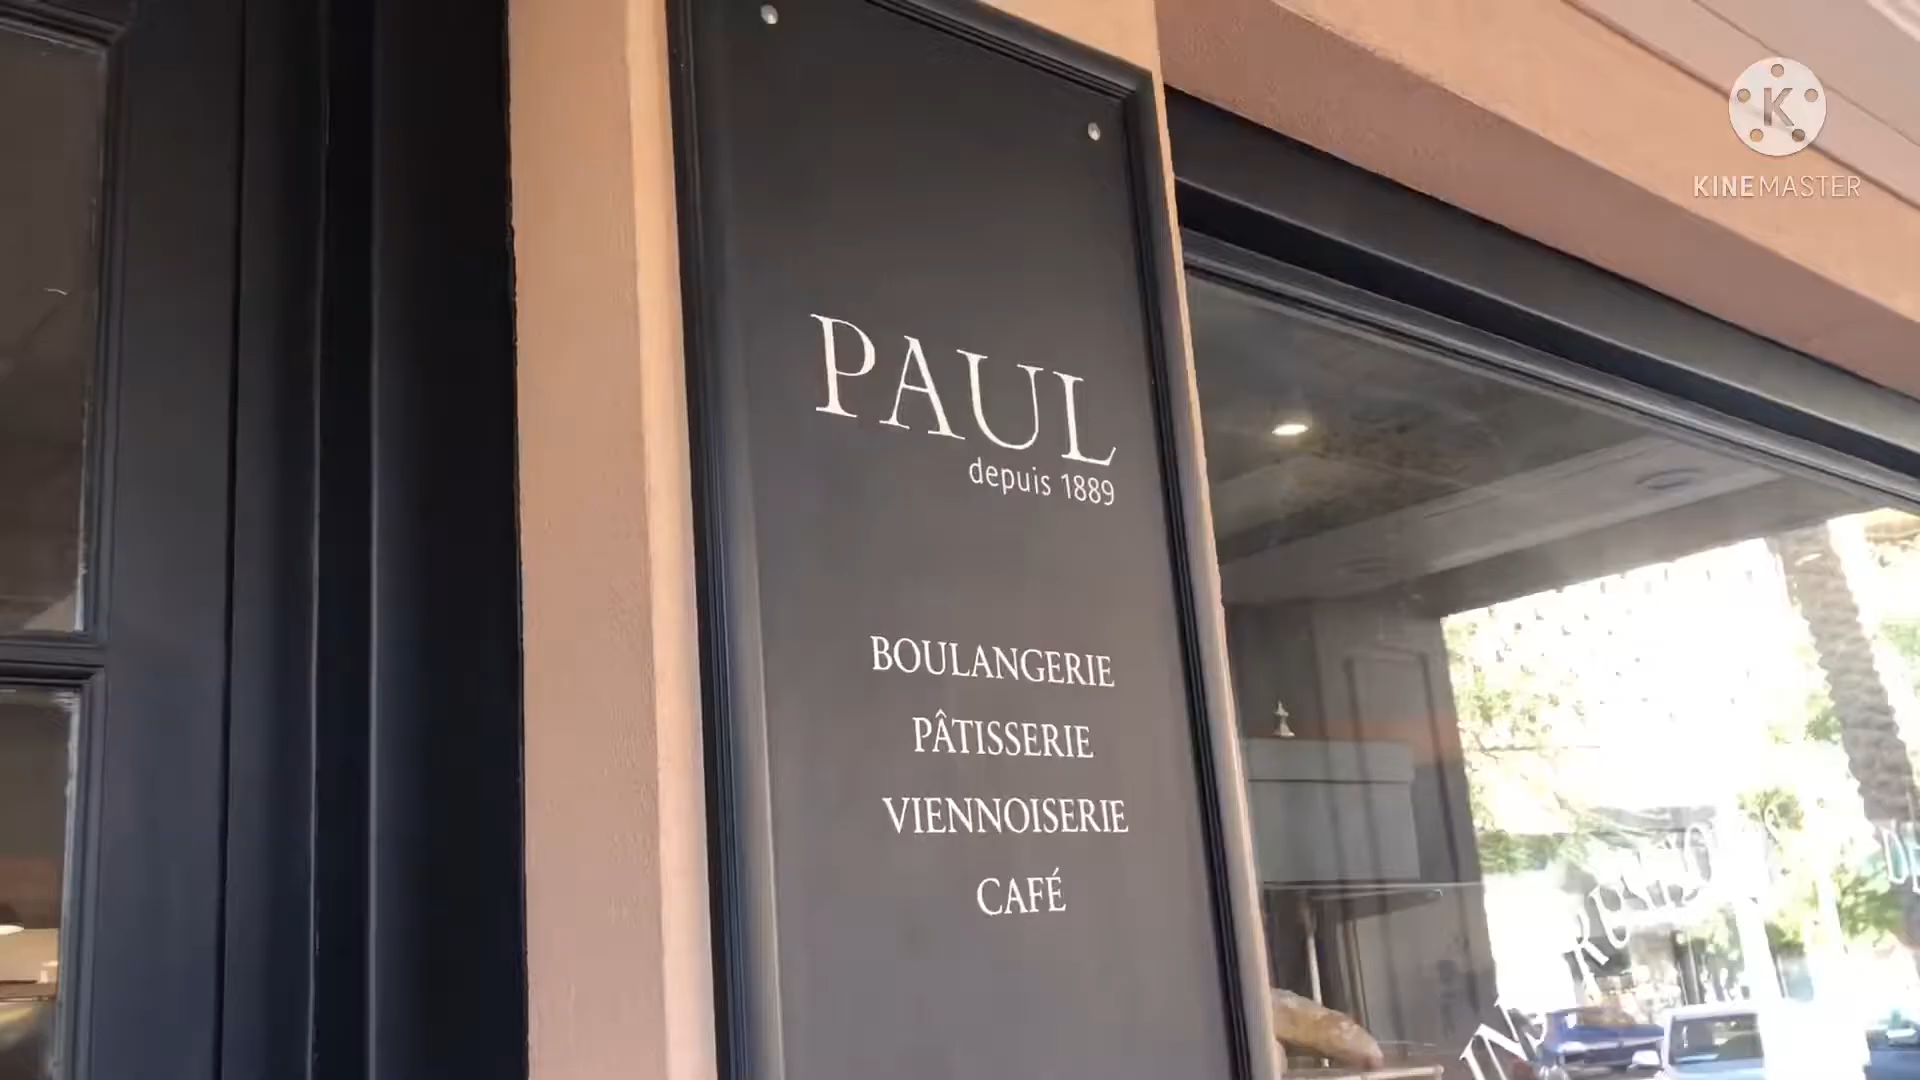 PAUL
depuis 1889
BOULANGERIE
PÂTISSERIE
VIENNOISERIE
CAFÉ
K
KINEMASTER